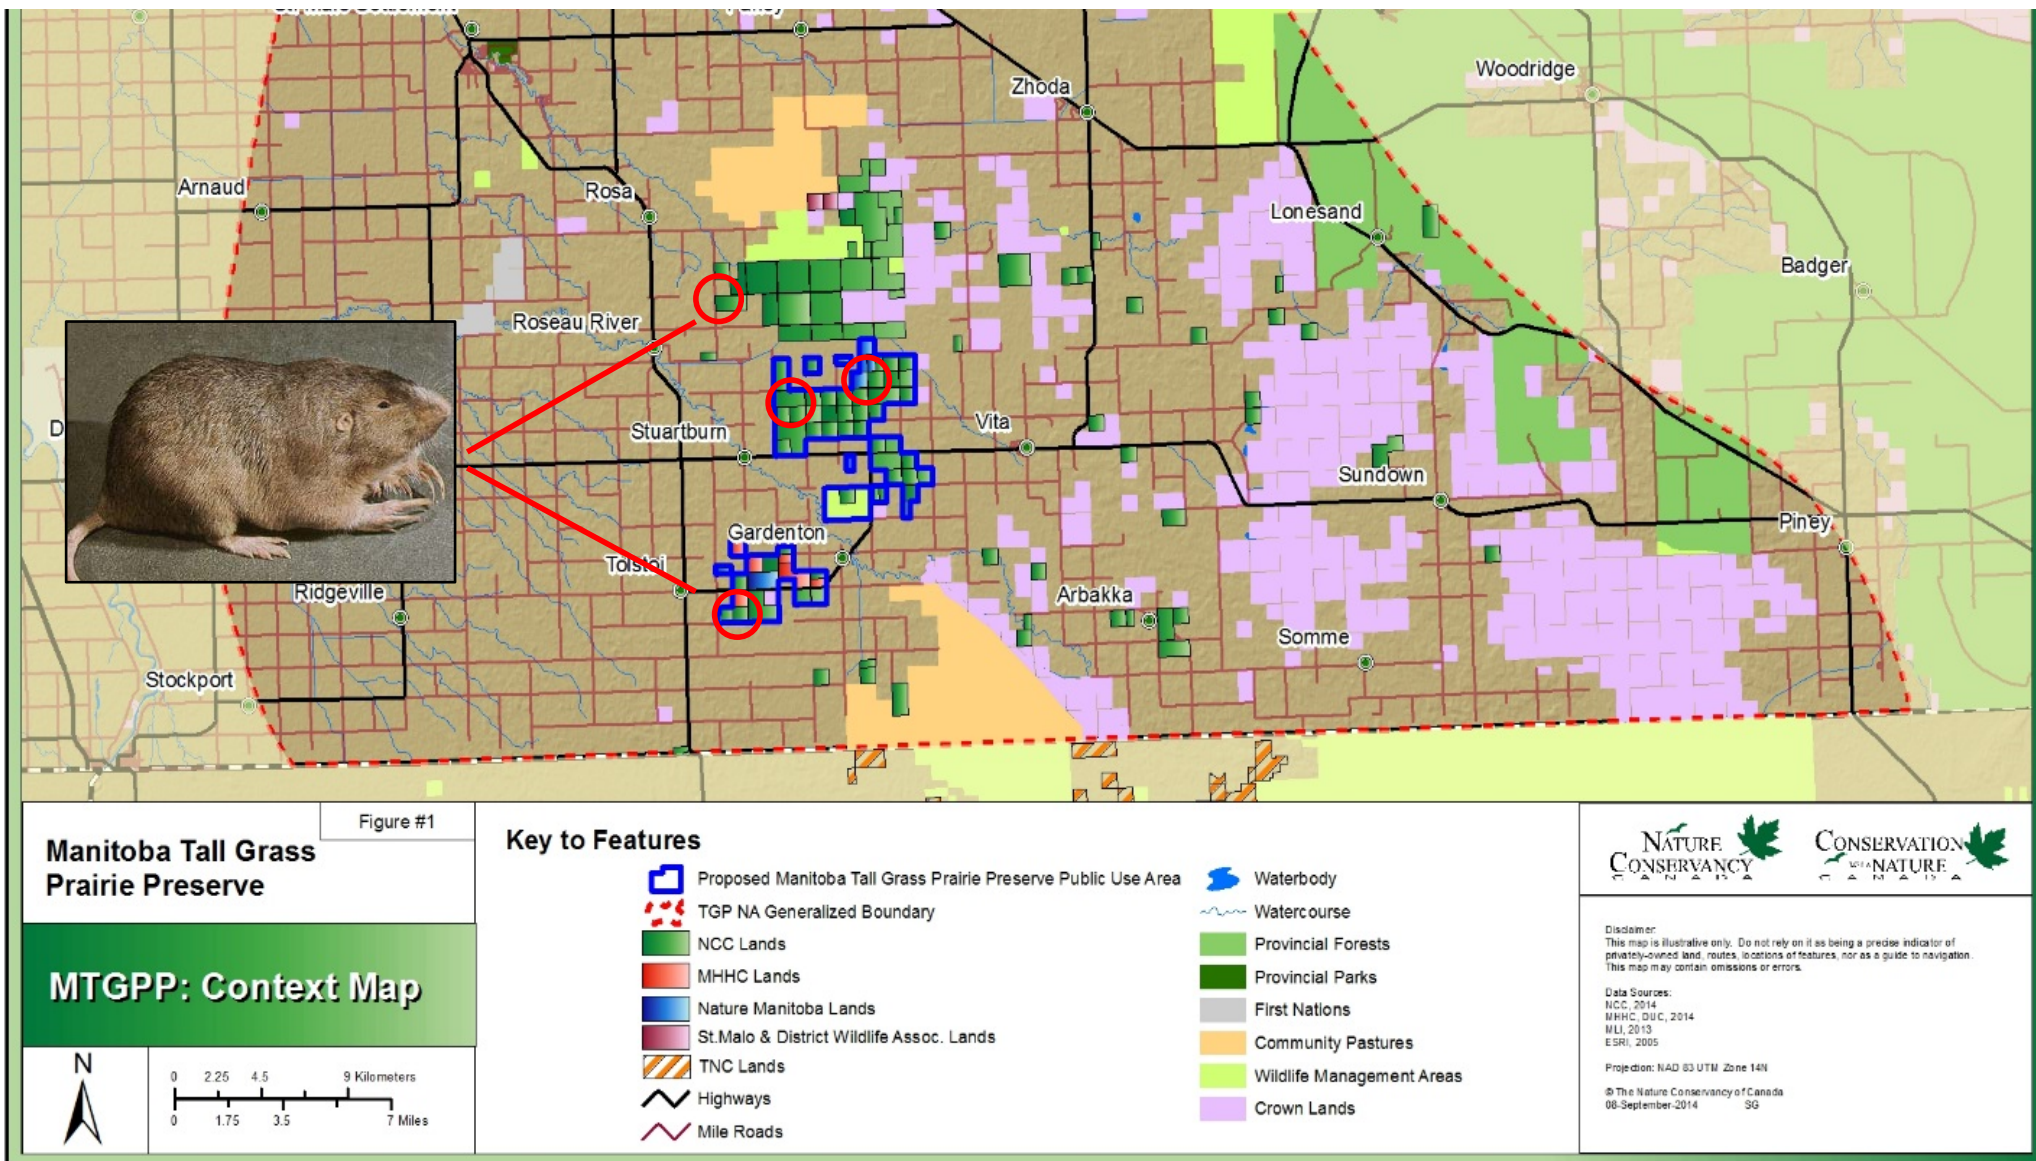 Woodridge
Zhoda
Arnaud
Rosa
Lonesand
Badger
Roseau River
Vita
Stuartburn
Sundown
Piney
Gardenton
Tolstoi
Ridgeville
Arbakka
Somme
Stockport
Figure #1
Manitoba Tall Grass
Prairie Preserve
MTGPP: Context Map
N
0 2.25 4.5 9 Kilometers
0 1.75 3.5 7 Miles
Key to Features
Proposed Manitoba Tall Grass Prairie Preserve Public Use Area
TGP NA Generalized Boundary
NCC Lands
MHHC Lands
Nature Manitoba Lands
St.Malo & District Wildlife Assoc. Lands
TNC Lands
Highways
Mile Roads
Waterbody
Watercourse
Provincial Forests
Provincial Parks
First Nations
Community Pastures
Wildlife Management Areas
Crown Lands
NATURE
CONSERVANCY
CANADA
CONSERVATION
DE LA NATURE
CANADA
Disclaimer:
This map is illustrative only. Do not rely on it as being a precise indicator of
privately-owned land, routes, locations of features, nor as a guide to navigation.
This map may contain omissions or errors.
Data Sources:
NCC, 2014
MHHC, DUC, 2014
MLI, 2013
ESRI, 2005
Projection: NAD 83 UTM Zone 14N
© The Nature Conservancy of Canada
08-September-2014 SG